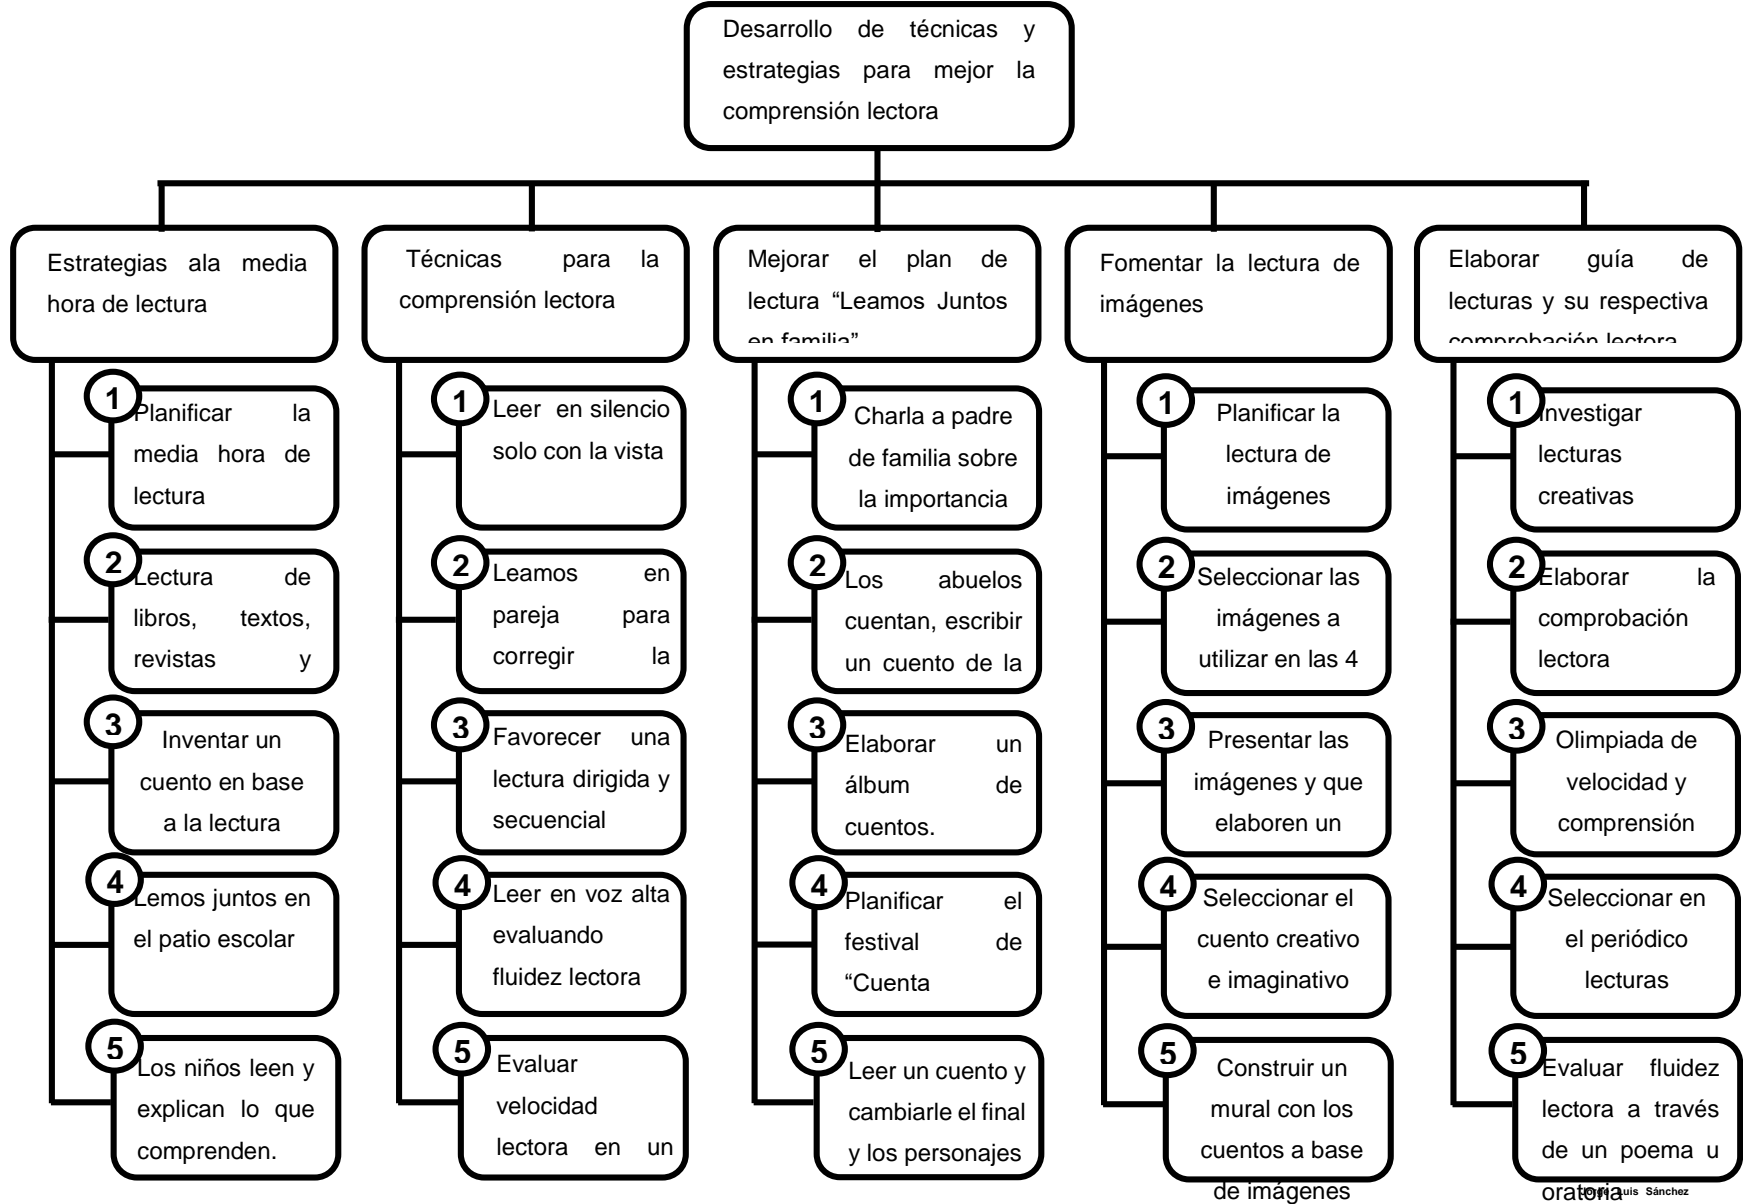 Desarrollo de técnicas y
estrategias para mejor la
comprensión lectora
Estrategias ala media
hora de lectura
1
Planificar la
media hora de
lectura
2
Lectura de
libros, textos,
revistas y
3
Inventar un
cuento en base
a la lectura
4
Lemos juntos en
el patio escolar
5
Los niños leen y
explican lo que
comprenden.
Técnicas para la
comprensión lectora
1
Leer en silencio
solo con la vista
2
Leamos en
pareja para
corregir la
3
Favorecer una
lectura dirigida y
secuencial
4
Leer en voz alta
evaluando
fluidez lectora
5
Evaluar
velocidad
lectora en un
Mejorar el plan de
lectura “Leamos Juntos
en familia”
1
Charla a padre
de familia sobre
la importancia
2
Los abuelos
cuentan, escribir
un cuento de la
3
Elaborar un
álbum de
cuentos.
4
Planificar el
festival de
“Cuenta
5
Leer un cuento y
cambiarle el final
y los personajes
Fomentar la lectura de
imágenes
1
Planificar la
lectura de
imágenes
2
Seleccionar las
imágenes a
utilizar en las 4
3
Presentar las
imágenes y que
elaboren un
4
Seleccionar el
cuento creativo
e imaginativo
5
Construir un
mural con los
cuentos a base
de imágenes
Elaborar guía de
lecturas y su respectiva
comprobación lectora
1
Investigar
lecturas
creativas
2
Elaborar la
comprobación
lectora
3
Olimpiada de
velocidad y
comprensión
4
Seleccionar en
el periódico
lecturas
5
Evaluar fluidez
lectora a través
de un poema u
oratoria
Jorge Luis Sánchez